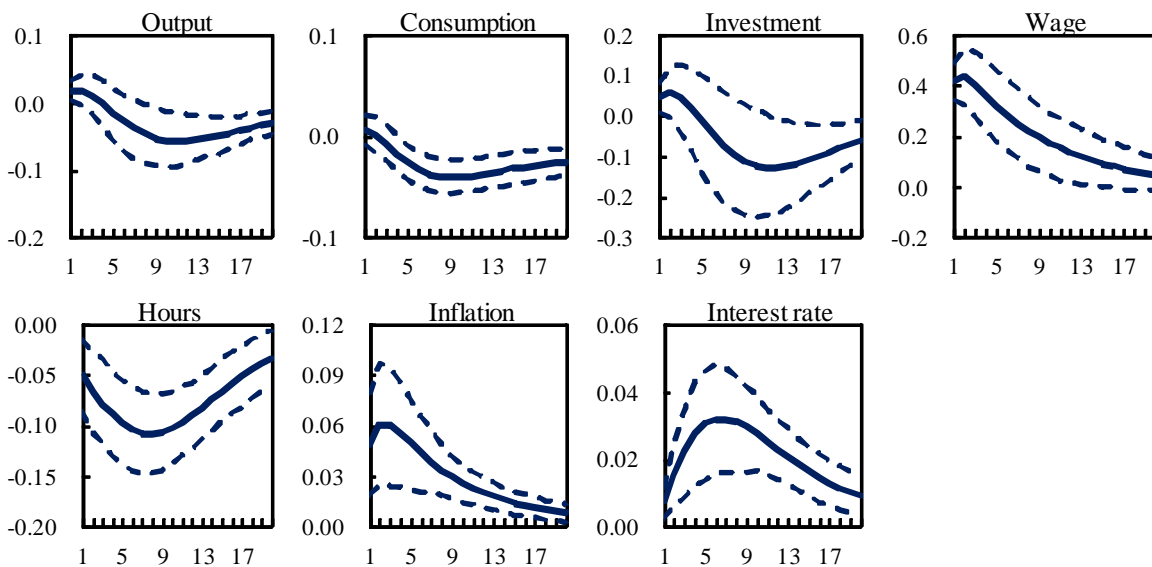 Output
0.1
0.0
-0.1
-0.2
1 5 9 13 17
Consumption
0.1
0.0
-0.1
1 5 9 13 17
Investment
0.2
0.1
0.0
-0.1
-0.2
-0.3
1 5 9 13 17
Wage
0.6
0.4
0.2
0.0
-0.2
1 5 9 13 17
Hours
0.00
-0.05
-0.10
-0.15
-0.20
1 5 9 13 17
Inflation
0.12
0.09
0.06
0.03
0.00
1 5 9 13 17
Interest rate
0.06
0.04
0.02
0.00
1 5 9 13 17